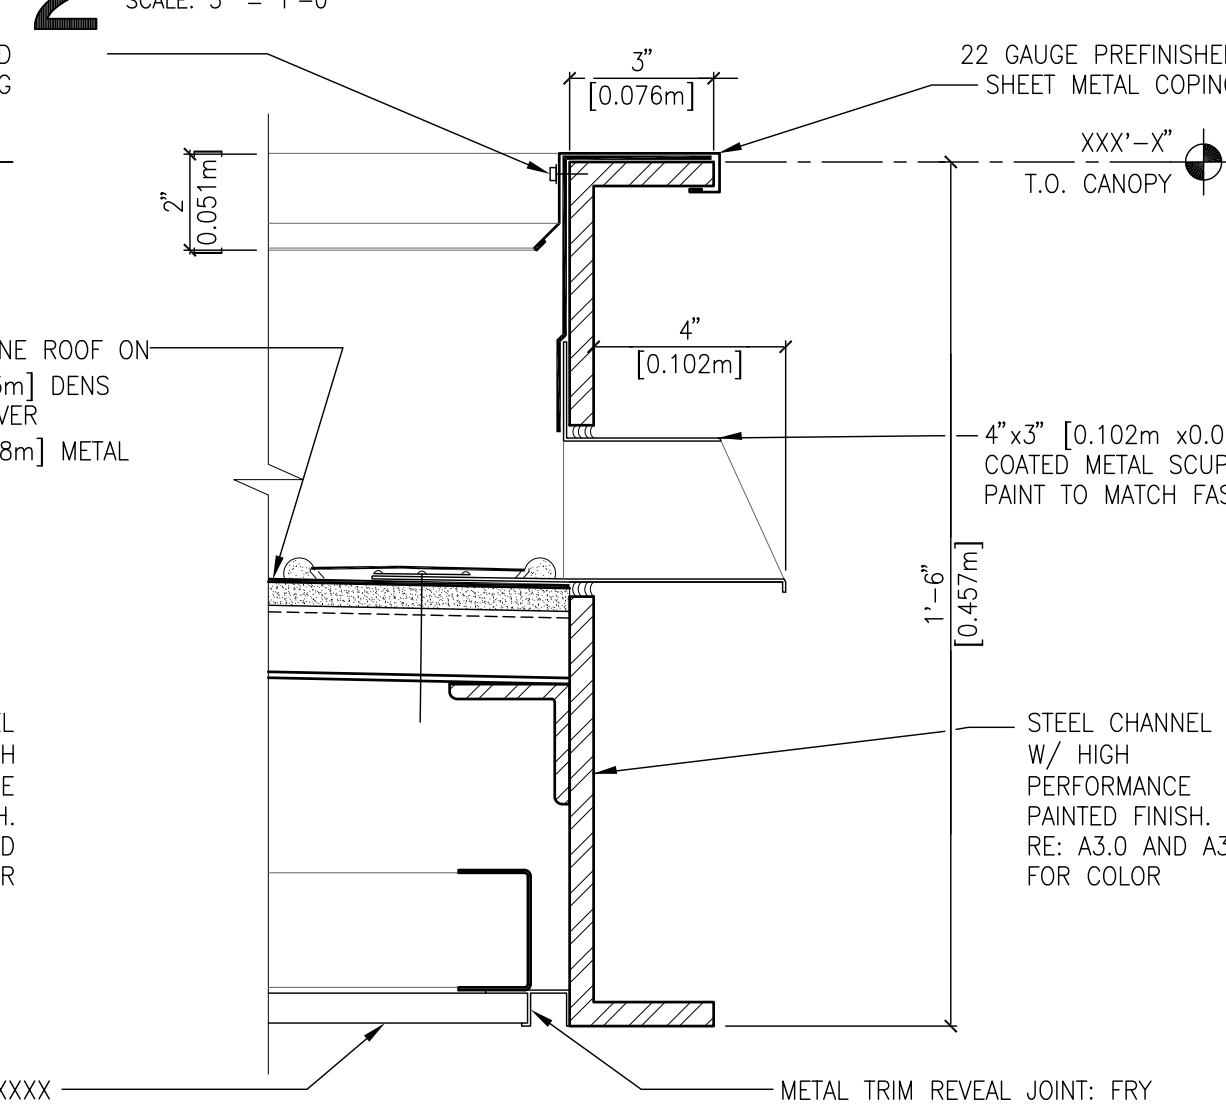 2
SCALE: 3" = 1'-0"
D
G
3"
[0.076m]
22 GAUGE PREFINISHED
SHEET METAL COPING
XXX'-X"
T.O. CANOPY
2"
[0.051m]
4"
[0.102m]
NE ROOF ON
5m] DENS
VER
8m] METAL
4"x3" [0.102m x0.0
COATED METAL SCUP
PAINT TO MATCH FAS
1'-6"
[0.457m]
EL
H
E
H.
D
R
STEEL CHANNEL
W/ HIGH
PERFORMANCE
PAINTED FINISH.
RE: A3.0 AND A3
FOR COLOR
XXXX
METAL TRIM REVEAL JOINT: FRY